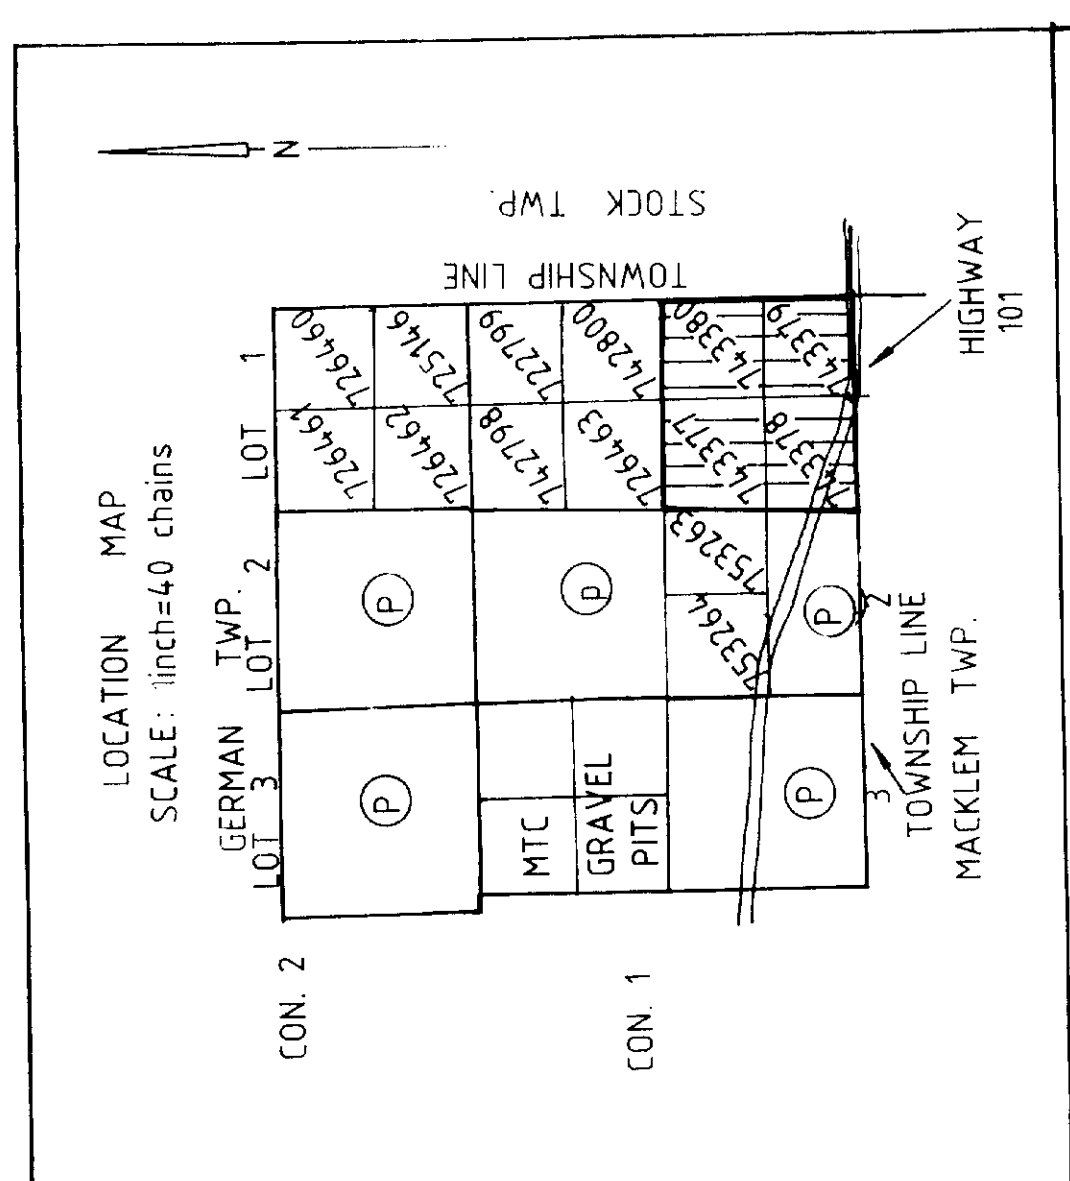 LOCATION MAP
SCALE: 1inch=40 chains
GERMAN TWP.
LOT 3
LOT 2
LOT 1
CON. 2
CON. 1
N
STOCK TWP.
TOWNSHIP LINE
726461
726460
726462
725146
742798
722799
726463
742800
743377
743380
743378
743379
753264
753263
P
P
P
P
P
MTC
GRAVEL
PITS
3
2
HIGHWAY
101
TOWNSHIP LINE
MACKLEM TWP.